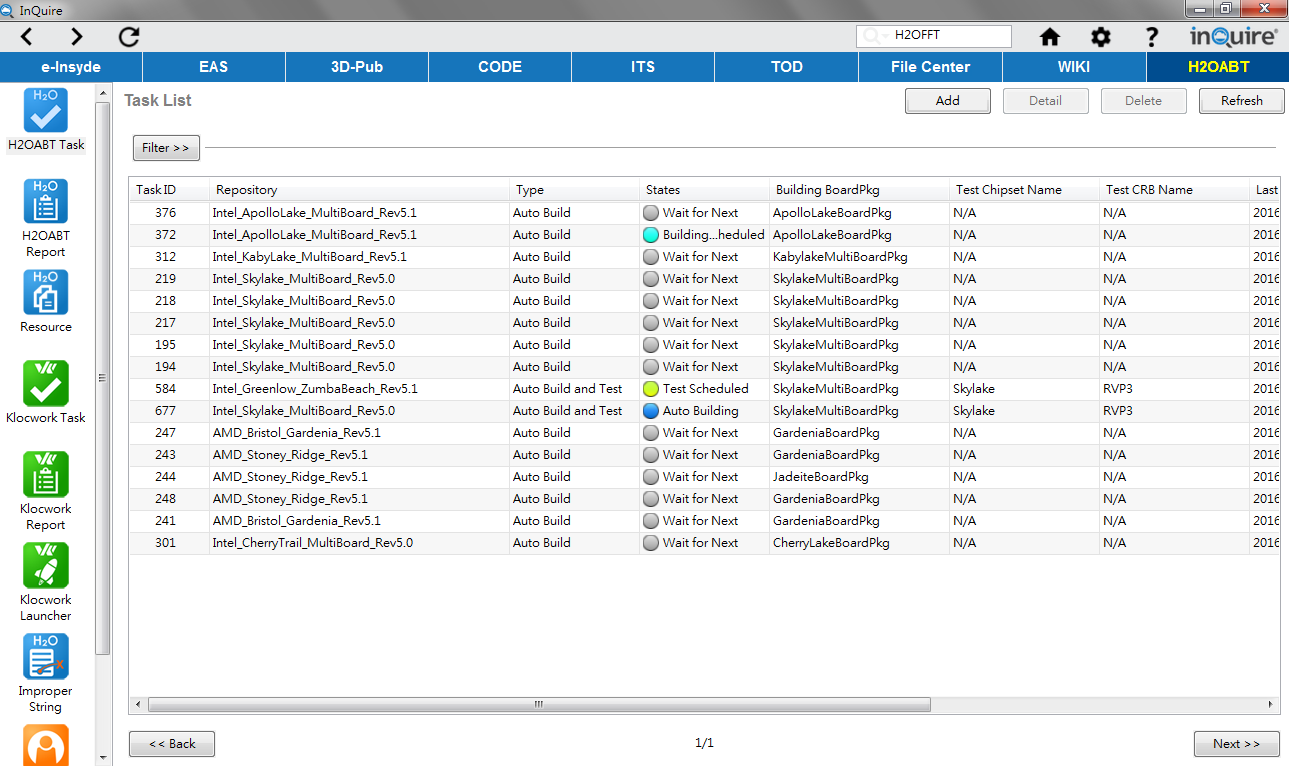 InQuire
H2OFFT
inQuire®
e-Insyde EAS 3D-Pub CODE ITS TOD File Center WIKI H2OABT
Task List
Add Detail Delete Refresh
Filter >>
H2O
H2OABT Task
H2O
H2OABT
Report
H2O
Resource
Klocwork Task
Klocwork
Report
Klocwork
Launcher
H2O
Improper
String
Task ID Repository Type States Building BoardPkg Test Chipset Name Test CRB Name Last
376 Intel_ApolloLake_MultiBoard_Rev5.1 Auto Build Wait for Next ApolloLakeBoardPkg N/A N/A 2016
372 Intel_ApolloLake_MultiBoard_Rev5.1 Auto Build Building...heduled ApolloLakeBoardPkg N/A N/A 2016
312 Intel_KabyLake_MultiBoard_Rev5.1 Auto Build Wait for Next KabylakeMultiBoardPkg N/A N/A 2016
219 Intel_Skylake_MultiBoard_Rev5.0 Auto Build Wait for Next SkylakeMultiBoardPkg N/A N/A 2016
218 Intel_Skylake_MultiBoard_Rev5.0 Auto Build Wait for Next SkylakeMultiBoardPkg N/A N/A 2016
217 Intel_Skylake_MultiBoard_Rev5.0 Auto Build Wait for Next SkylakeMultiBoardPkg N/A N/A 2016
195 Intel_Skylake_MultiBoard_Rev5.0 Auto Build Wait for Next SkylakeMultiBoardPkg N/A N/A 2016
194 Intel_Skylake_MultiBoard_Rev5.0 Auto Build Wait for Next SkylakeMultiBoardPkg N/A N/A 2016
584 Intel_Greenlow_ZumbaBeach_Rev5.1 Auto Build and Test Test Scheduled SkylakeMultiBoardPkg Skylake RVP3 2016
677 Intel_Skylake_MultiBoard_Rev5.0 Auto Build and Test Auto Building SkylakeMultiBoardPkg Skylake RVP3 2016
247 AMD_Bristol_Gardenia_Rev5.1 Auto Build Wait for Next GardeniaBoardPkg N/A N/A 2016
243 AMD_Stoney_Ridge_Rev5.1 Auto Build Wait for Next GardeniaBoardPkg N/A N/A 2016
244 AMD_Stoney_Ridge_Rev5.1 Auto Build Wait for Next JadeiteBoardPkg N/A N/A 2016
248 AMD_Stoney_Ridge_Rev5.1 Auto Build Wait for Next GardeniaBoardPkg N/A N/A 2016
241 AMD_Bristol_Gardenia_Rev5.1 Auto Build Wait for Next GardeniaBoardPkg N/A N/A 2016
301 Intel_CherryTrail_MultiBoard_Rev5.0 Auto Build Wait for Next CherryLakeBoardPkg N/A N/A 2016
<< Back 1/1 Next >>